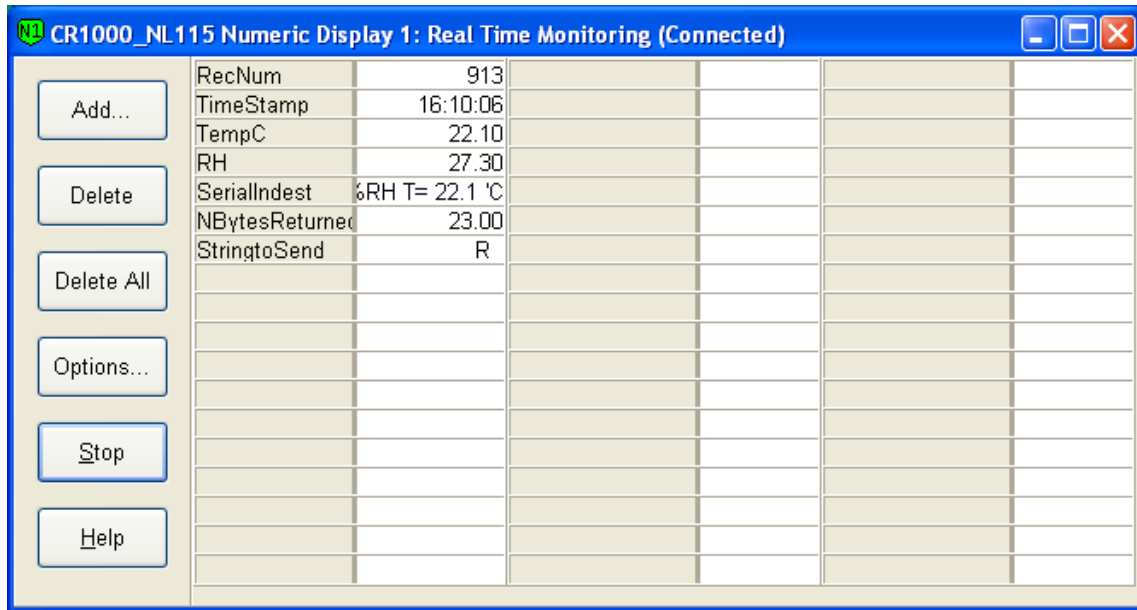 N1 CR1000_NL115 Numeric Display 1: Real Time Monitoring (Connected)
Add...
Delete
Delete All
Options...
Stop
Help
RecNum 913
TimeStamp 16:10:06
TempC 22.10
RH 27.30
SerialIndest %RH T= 22.1 'C
NBytesReturned 23.00
StringtoSend R